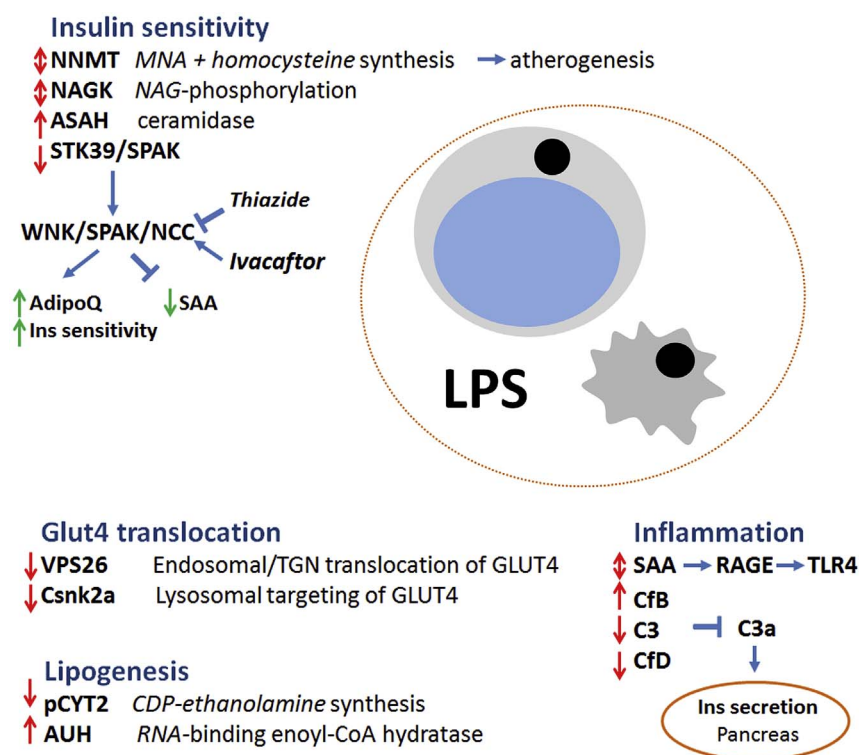 Insulin sensitivity
NNMT MNA + homocysteine synthesis → atherogenesis
NAGK NAG-phosphorylation
ASAH ceramidase
STK39/SPAK
Thiazide
WNK/SPAK/NCC
Ivacaftor
AdipoQ SAA
Ins sensitivity
LPS
Glut4 translocation
VPS26 Endosomal/TGN translocation of GLUT4
Csnk2a Lysosomal targeting of GLUT4
Lipogenesis
pCYT2 CDP-ethanolamine synthesis
AUH RNA-binding enoyl-CoA hydratase
Inflammation
SAA → RAGE → TLR4
CfB
C3 C3a
CfD
Ins secretion
Pancreas